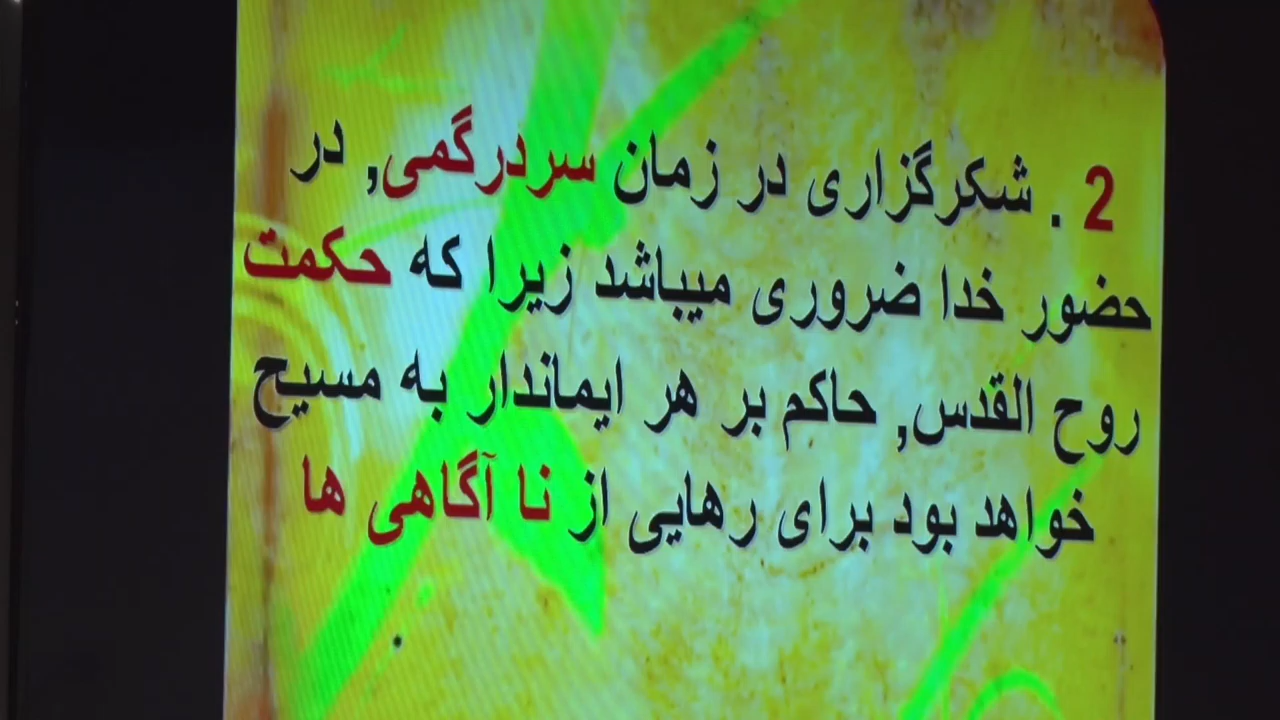 2 . شکرگزاری در زمان سردرگمی, در
حضور خدا ضروری میباشد زیرا که حکمت
روح القدس, حاکم بر هر ایماندار به مسیح
خواهد بود برای رهایی از نا آگاهی ها